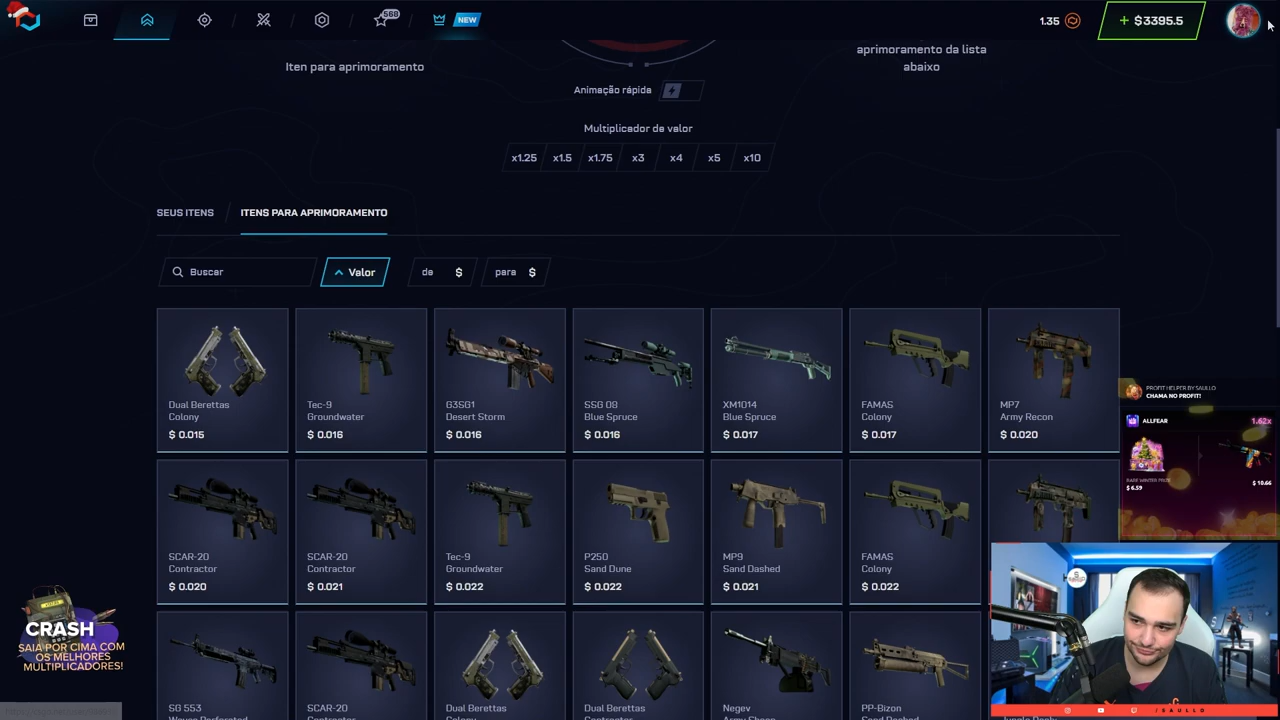 568
NEW
1.35
+ $3395.5
Iten para aprimoramento
aprimoramento da lista
abaixo
Animação rápida
Multiplicador de valor
x1.25 x1.5 x1.75 x3 x4 x5 x10
SEUS ITENS
ITENS PARA APRIMORAMENTO
Buscar
Valor
de $
para $
Dual Berettas
Colony
$ 0.015
Tec-9
Groundwater
$ 0.016
G3SG1
Desert Storm
$ 0.016
SSG 08
Blue Spruce
$ 0.016
XM1014
Blue Spruce
$ 0.017
FAMAS
Colony
$ 0.017
MP7
Army Recon
$ 0.020
PROFIT HELPER BY SAULLO
CHAMA NO PROFIT!
ALLFEAR
1.62x
$ 6.59
$ 10.66
SCAR-20
Contractor
$ 0.020
SCAR-20
Contractor
$ 0.021
Tec-9
Groundwater
$ 0.022
P250
Sand Dune
$ 0.022
MP9
Sand Dashed
$ 0.021
FAMAS
Colony
$ 0.022
CRASH
SAIA POR CIMA COM
OS MELHORES
MULTIPLICADORES!
SG 553
SCAR-20
Dual Berettas
Dual Berettas
Negev
PP-Bizon
/SAULLO